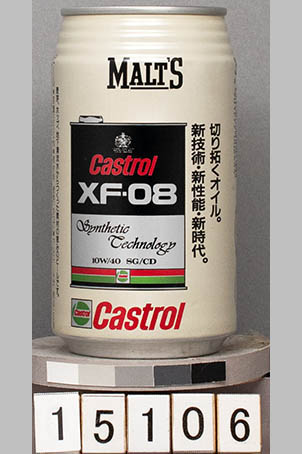 MALT'S
Castrol
XF-08
Synthetic
Technology
10W/40 SG/CD
切り拓くオイル。
新技術・新性能・新時代。
Castrol
Castrol
15106